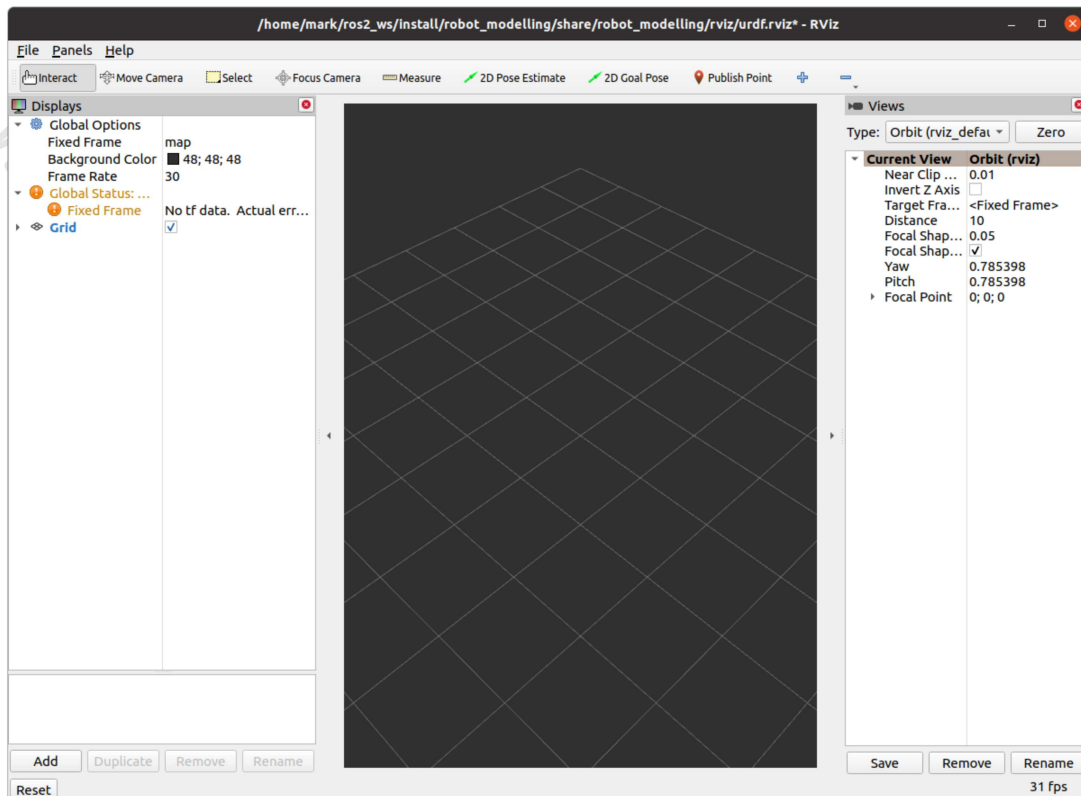 /home/mark/ros2_ws/install/robot_modelling/share/robot_modelling/rviz/urdf.rviz* - RViz
File Panels Help
Interact Move Camera Select Focus Camera Measure 2D Pose Estimate 2D Goal Pose Publish Point
Displays
Global Options
Fixed Frame map
Background Color 48; 48; 48
Frame Rate 30
Global Status: ...
Fixed Frame No tf data. Actual err...
Grid
Add Duplicate Remove Rename
Reset
Views
Type: Orbit (rviz_defau Zero
Current View Orbit (rviz)
Near Clip ... 0.01
Invert Z Axis
Target Fra... <Fixed Frame>
Distance 10
Focal Shap... 0.05
Focal Shap...
Yaw 0.785398
Pitch 0.785398
Focal Point 0; 0; 0
Save Remove Rename
31 fps